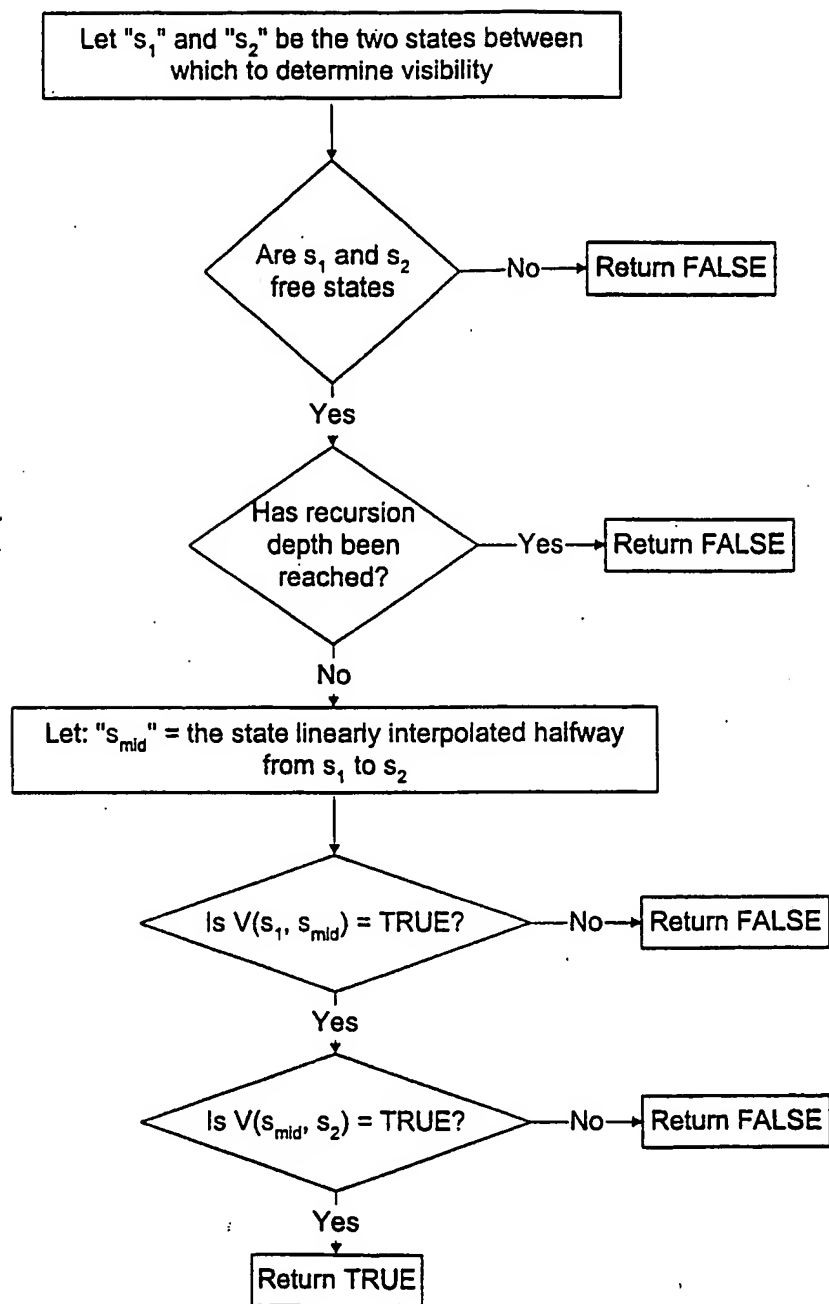 Let "s₁" and "s₂" be the two states between
which to determine visibility
Are s₁ and s₂
free states
No
Return FALSE
Yes
Has recursion
depth been
reached?
Yes
Return FALSE
No
Let: "s_mid" = the state linearly interpolated halfway
from s₁ to s₂
Is V(s₁, s_mid) = TRUE?
No
Return FALSE
Yes
Is V(s_mid, s₂) = TRUE?
No
Return FALSE
Yes
Return TRUE